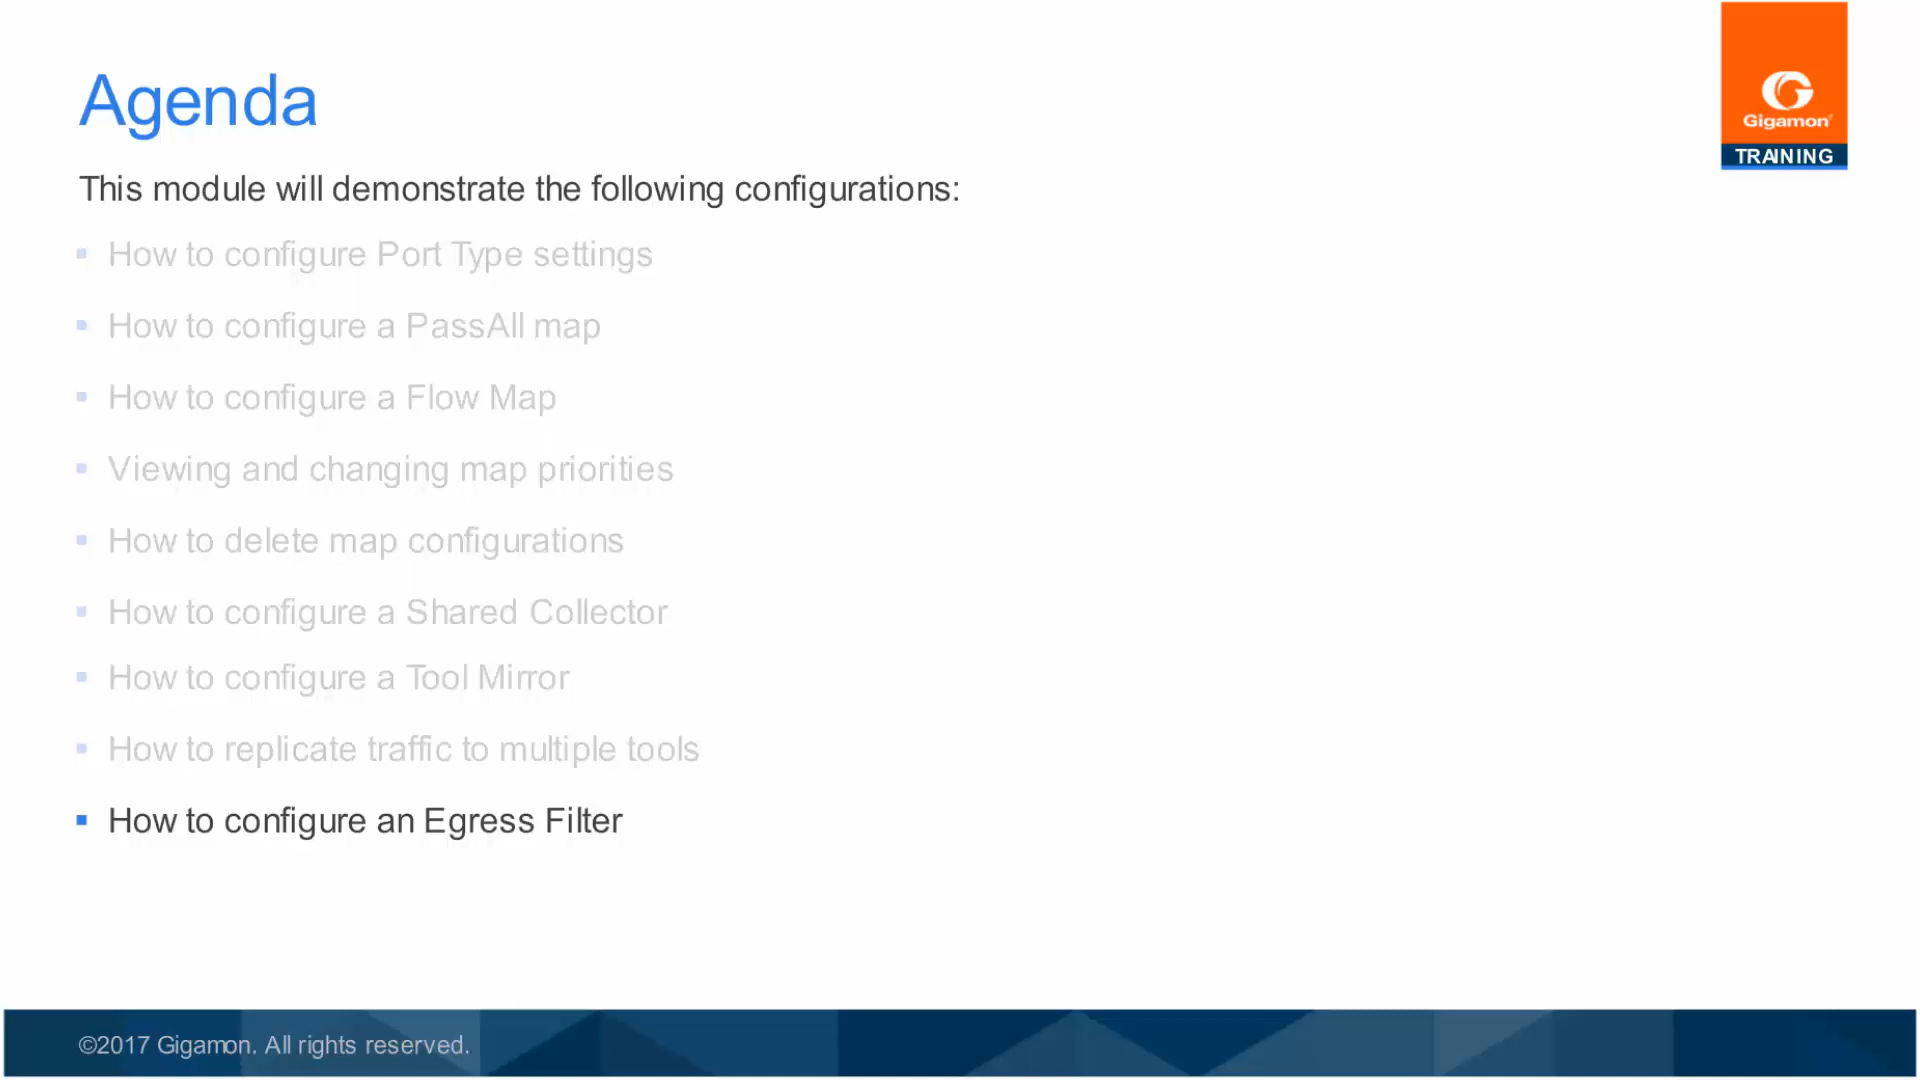 Agenda
Gigamon
TRAINING
This module will demonstrate the following configurations:
How to configure Port Type settings
How to configure a PassAll map
How to configure a Flow Map
Viewing and changing map priorities
How to delete map configurations
How to configure a Shared Collector
How to configure a Tool Mirror
How to replicate traffic to multiple tools
How to configure an Egress Filter
©2017 Gigamon. All rights reserved.